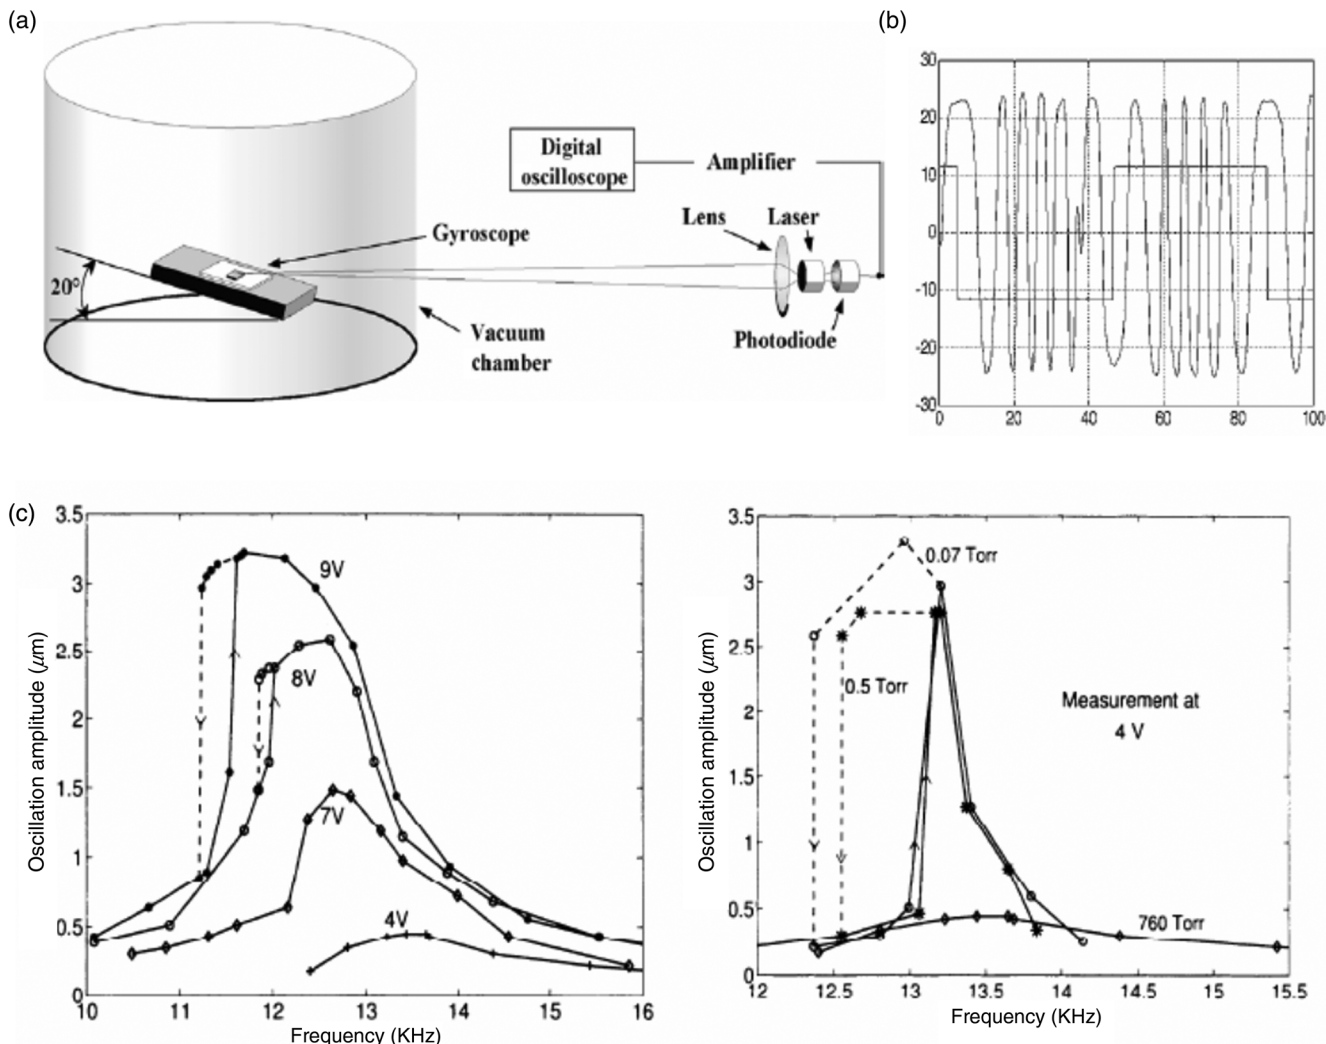 (a)
Digital
oscilloscope
Amplifier
Lens
Laser
Gyroscope
20°
Vacuum
chamber
Photodiode
(b)
30
20
10
0
-10
-20
-30
0 20 40 60 80 100
(c)
3.5
3
2.5
2
1.5
1
0.5
0
Oscillation amplitude (μm)
9V
8V
7V
4V
10 11 12 13 14 15 16
Frequency (KHz)
3.5
3
2.5
2
1.5
1
0.5
0
Oscillation amplitude (μm)
0.07 Torr
0.5 Torr
Measurement at
4 V
760 Torr
12 12.5 13 13.5 14 14.5 15 15.5
Frequency (KHz)